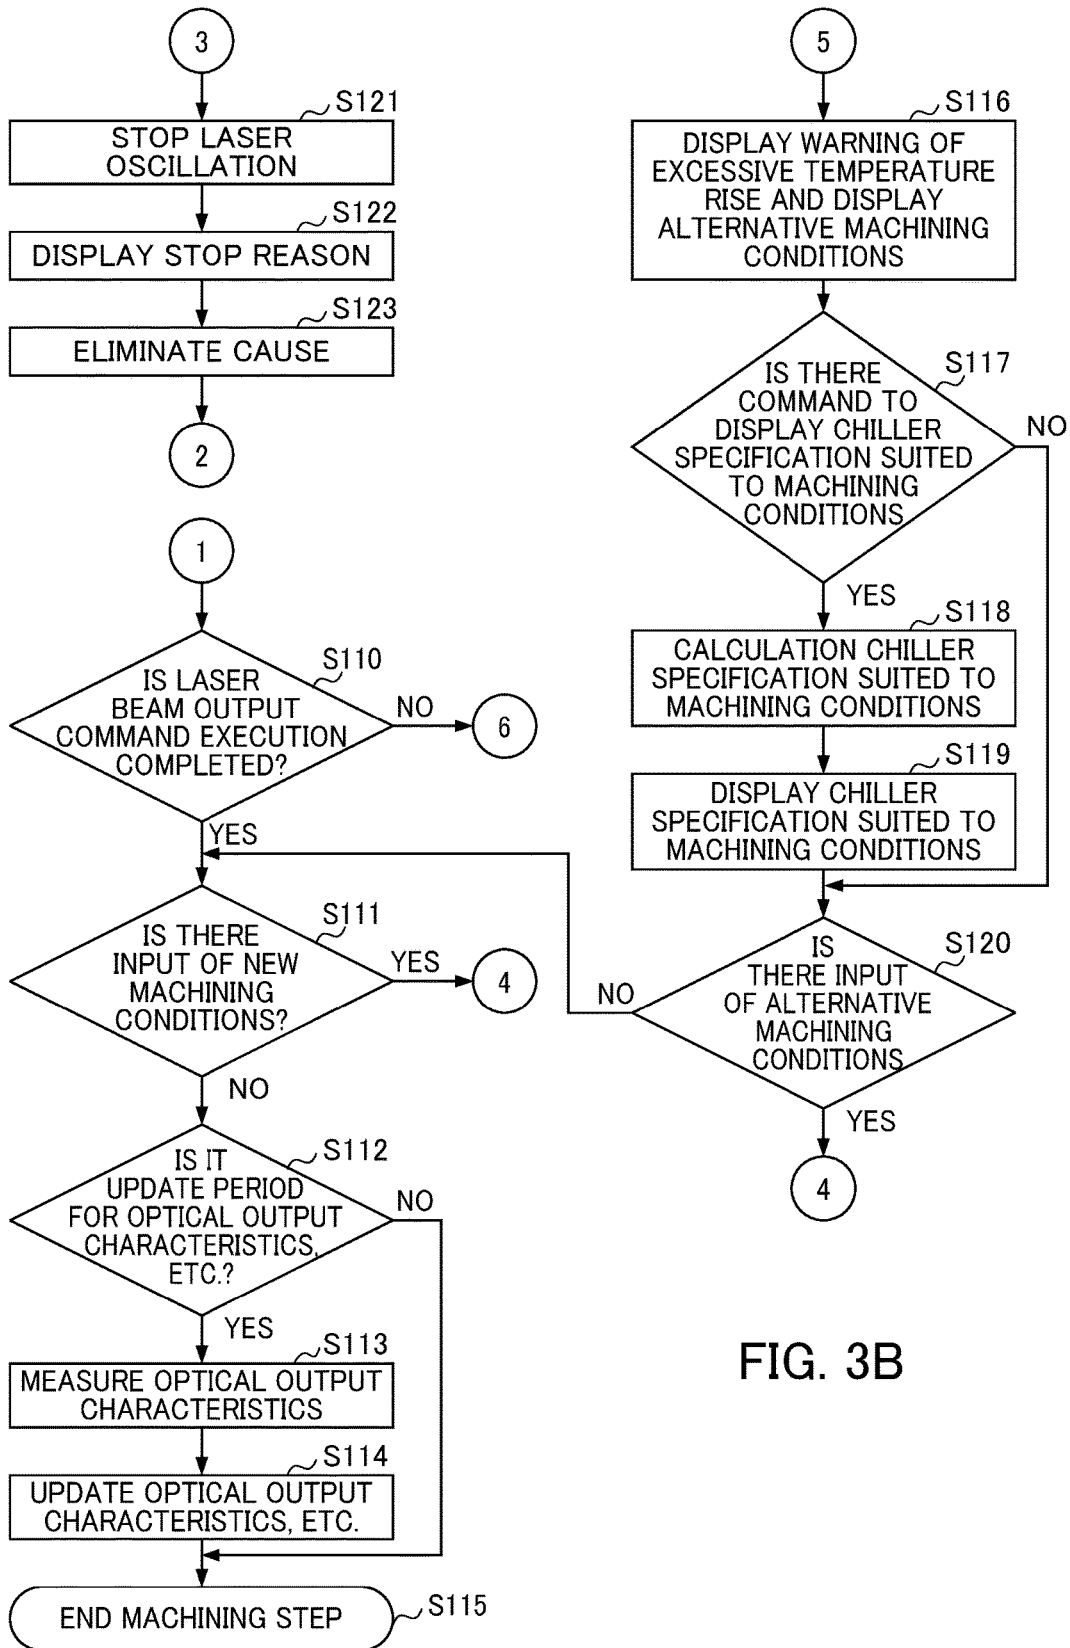 3
S121
STOP LASER
OSCILLATION
S122
DISPLAY STOP REASON
S123
ELIMINATE CAUSE
2
1
S110
IS LASER
BEAM OUTPUT
COMMAND EXECUTION
COMPLETED?
NO
6
YES
S111
IS THERE
INPUT OF NEW
MACHINING
CONDITIONS?
YES
4
NO
S112
IS IT
UPDATE PERIOD
FOR OPTICAL OUTPUT
CHARACTERISTICS,
ETC.?
NO
YES
S113
MEASURE OPTICAL OUTPUT
CHARACTERISTICS
S114
UPDATE OPTICAL OUTPUT
CHARACTERISTICS, ETC.
END MACHINING STEP
S115
5
S116
DISPLAY WARNING OF
EXCESSIVE TEMPERATURE
RISE AND DISPLAY
ALTERNATIVE MACHINING
CONDITIONS
S117
IS THERE
COMMAND TO
DISPLAY CHILLER
SPECIFICATION SUITED
TO MACHINING
CONDITIONS
NO
YES
S118
CALCULATION CHILLER
SPECIFICATION SUITED TO
MACHINING CONDITIONS
S119
DISPLAY CHILLER
SPECIFICATION SUITED TO
MACHINING CONDITIONS
S120
IS
THERE INPUT
OF ALTERNATIVE
MACHINING
CONDITIONS
NO
YES
4
FIG. 3B